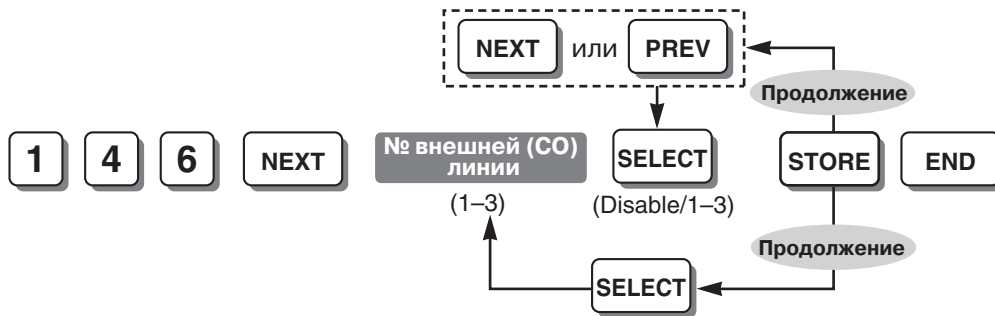 NEXT или PREV
Продолжение
1 4 6 NEXT № внешней (CO) линии SELECT STORE END
(1–3) (Disable/1–3)
Продолжение
SELECT